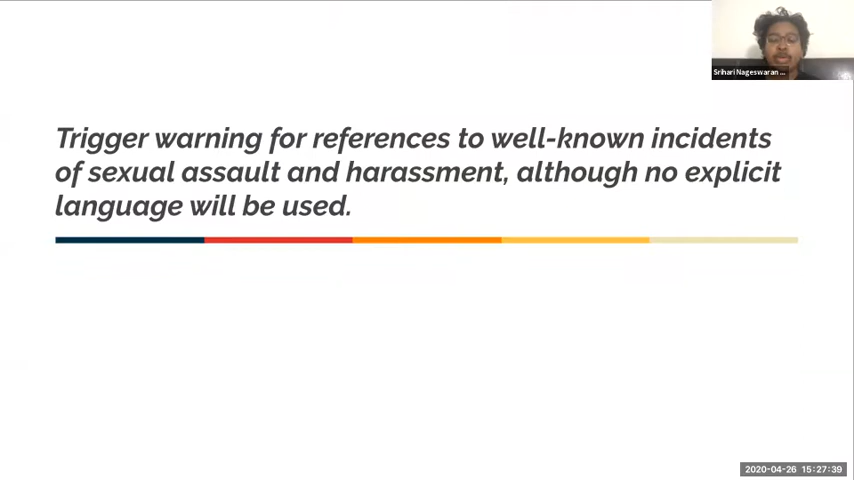 Srihari Nageswaran ...
Trigger warning for references to well-known incidents
of sexual assault and harassment, although no explicit
language will be used.
2020-04-26 15:27:39